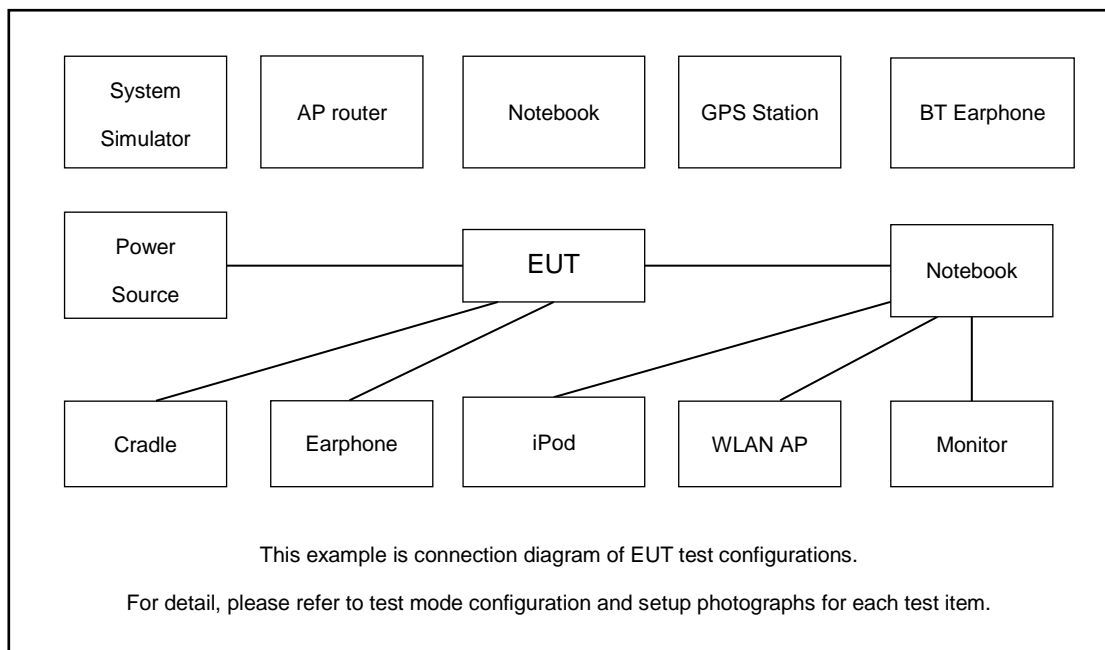 System
Simulator
AP router
Notebook
GPS Station
BT Earphone
Power
Source
EUT
Notebook
Cradle
Earphone
iPod
WLAN AP
Monitor
This example is connection diagram of EUT test configurations.
For detail, please refer to test mode configuration and setup photographs for each test item.